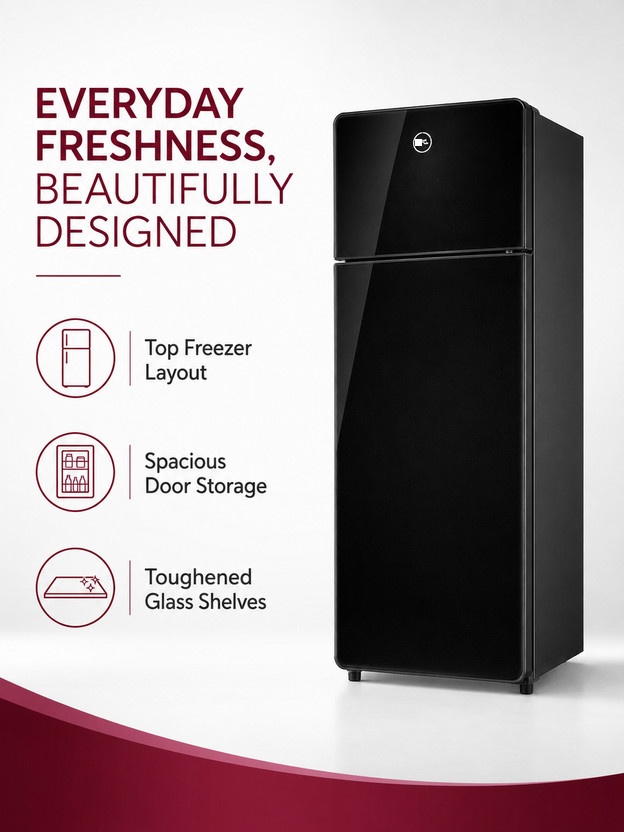 EVERYDAY
FRESHNESS,
BEAUTIFULLY
DESIGNED
Top Freezer
Layout
Spacious
Door Storage
Toughened
Glass Shelves